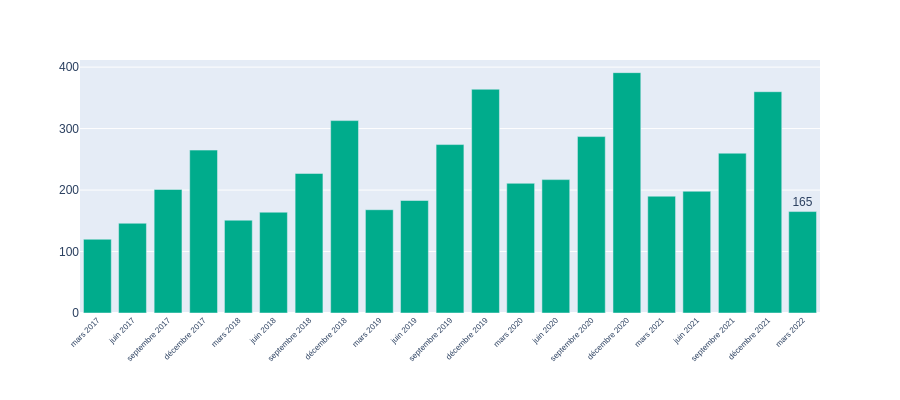 400
300
200
100
0
165
mars 2017
juin 2017
septembre 2017
décembre 2017
mars 2018
juin 2018
septembre 2018
décembre 2018
mars 2019
juin 2019
septembre 2019
décembre 2019
mars 2020
juin 2020
septembre 2020
décembre 2020
mars 2021
juin 2021
septembre 2021
décembre 2021
mars 2022